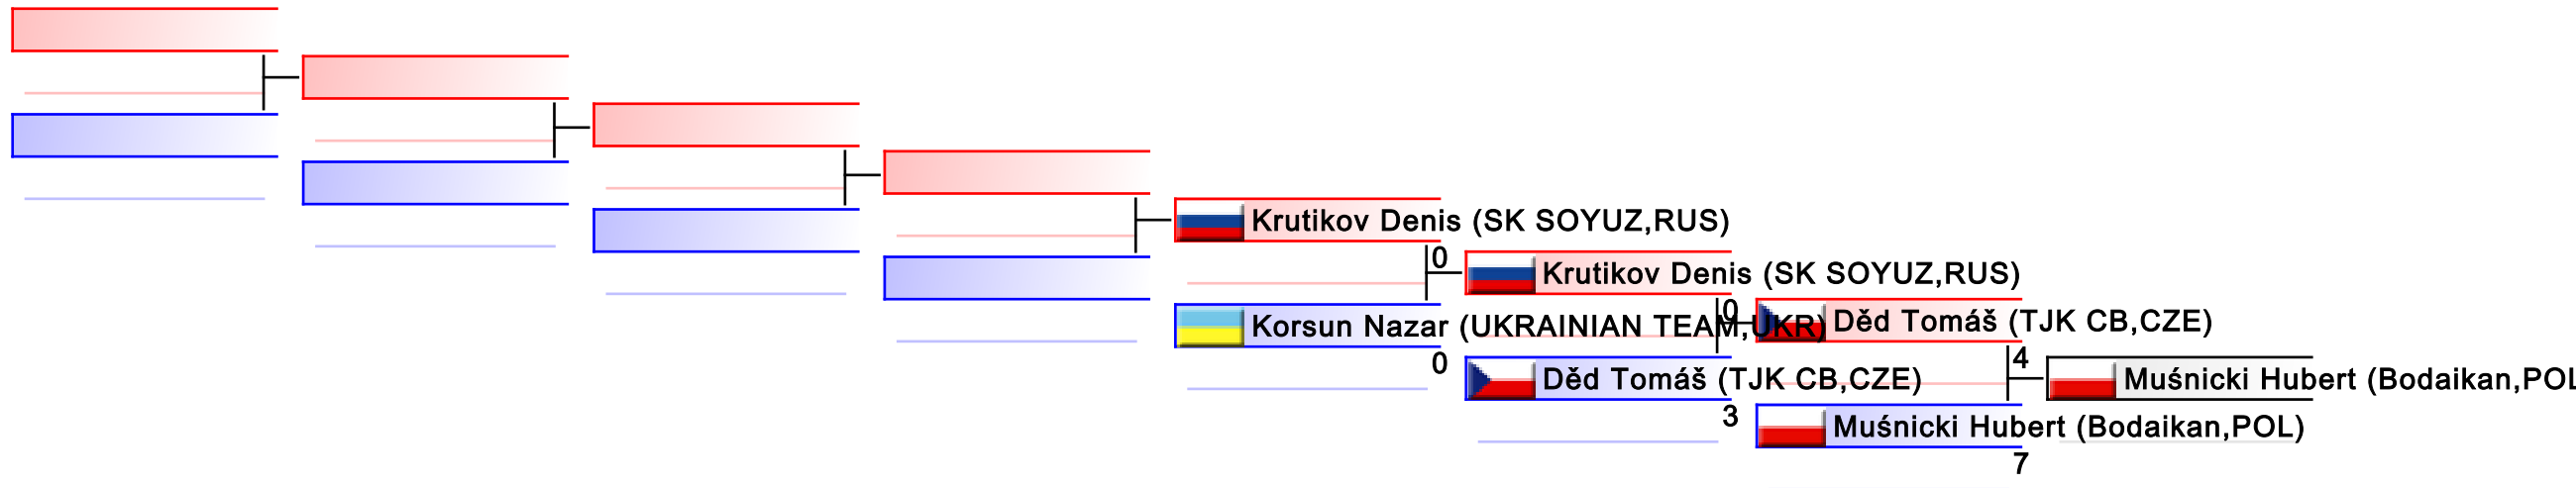 Krutikov Denis (SK SOYUZ,RUS)
0
Krutikov Denis (SK SOYUZ,RUS)
Korsun Nazar (UKRAINIAN TEAM,UKR)
0
0
Děd Tomáš (TJK CB,CZE)
Děd Tomáš (TJK CB,CZE)
3
4
Muśnicki Hubert (Bodaikan,POL
Muśnicki Hubert (Bodaikan,POL)
7